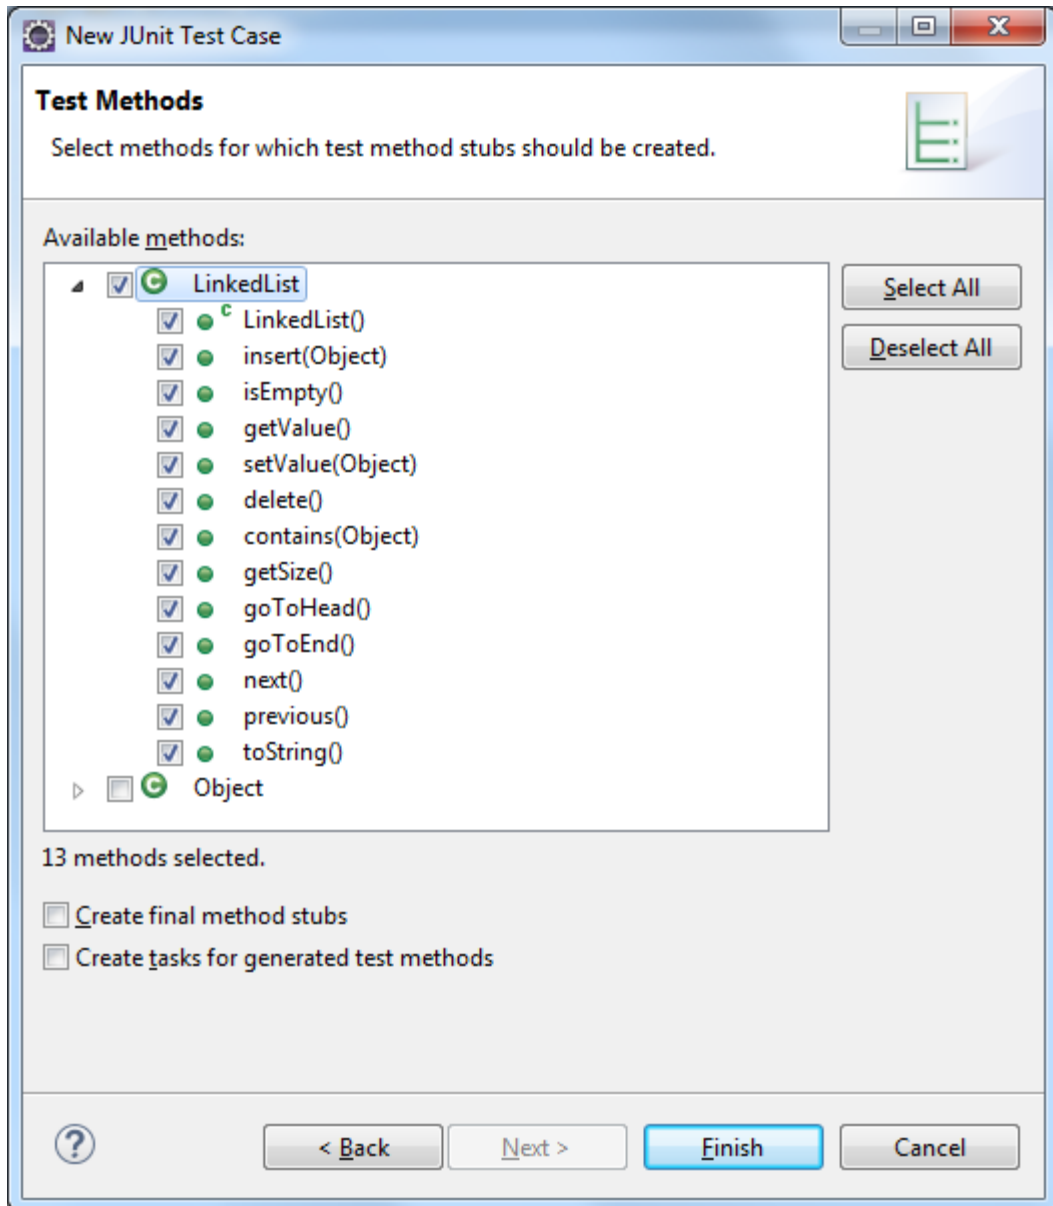 New JUnit Test Case
Test Methods
Select methods for which test method stubs should be created.
Available methods:
LinkedList
Select All
LinkedList()
Deselect All
insert(Object)
isEmpty()
getValue()
setValue(Object)
delete()
contains(Object)
getSize()
goToHead()
goToEnd()
next()
previous()
toString()
Object
13 methods selected.
Create final method stubs
Create tasks for generated test methods
? < Back Next > Finish Cancel